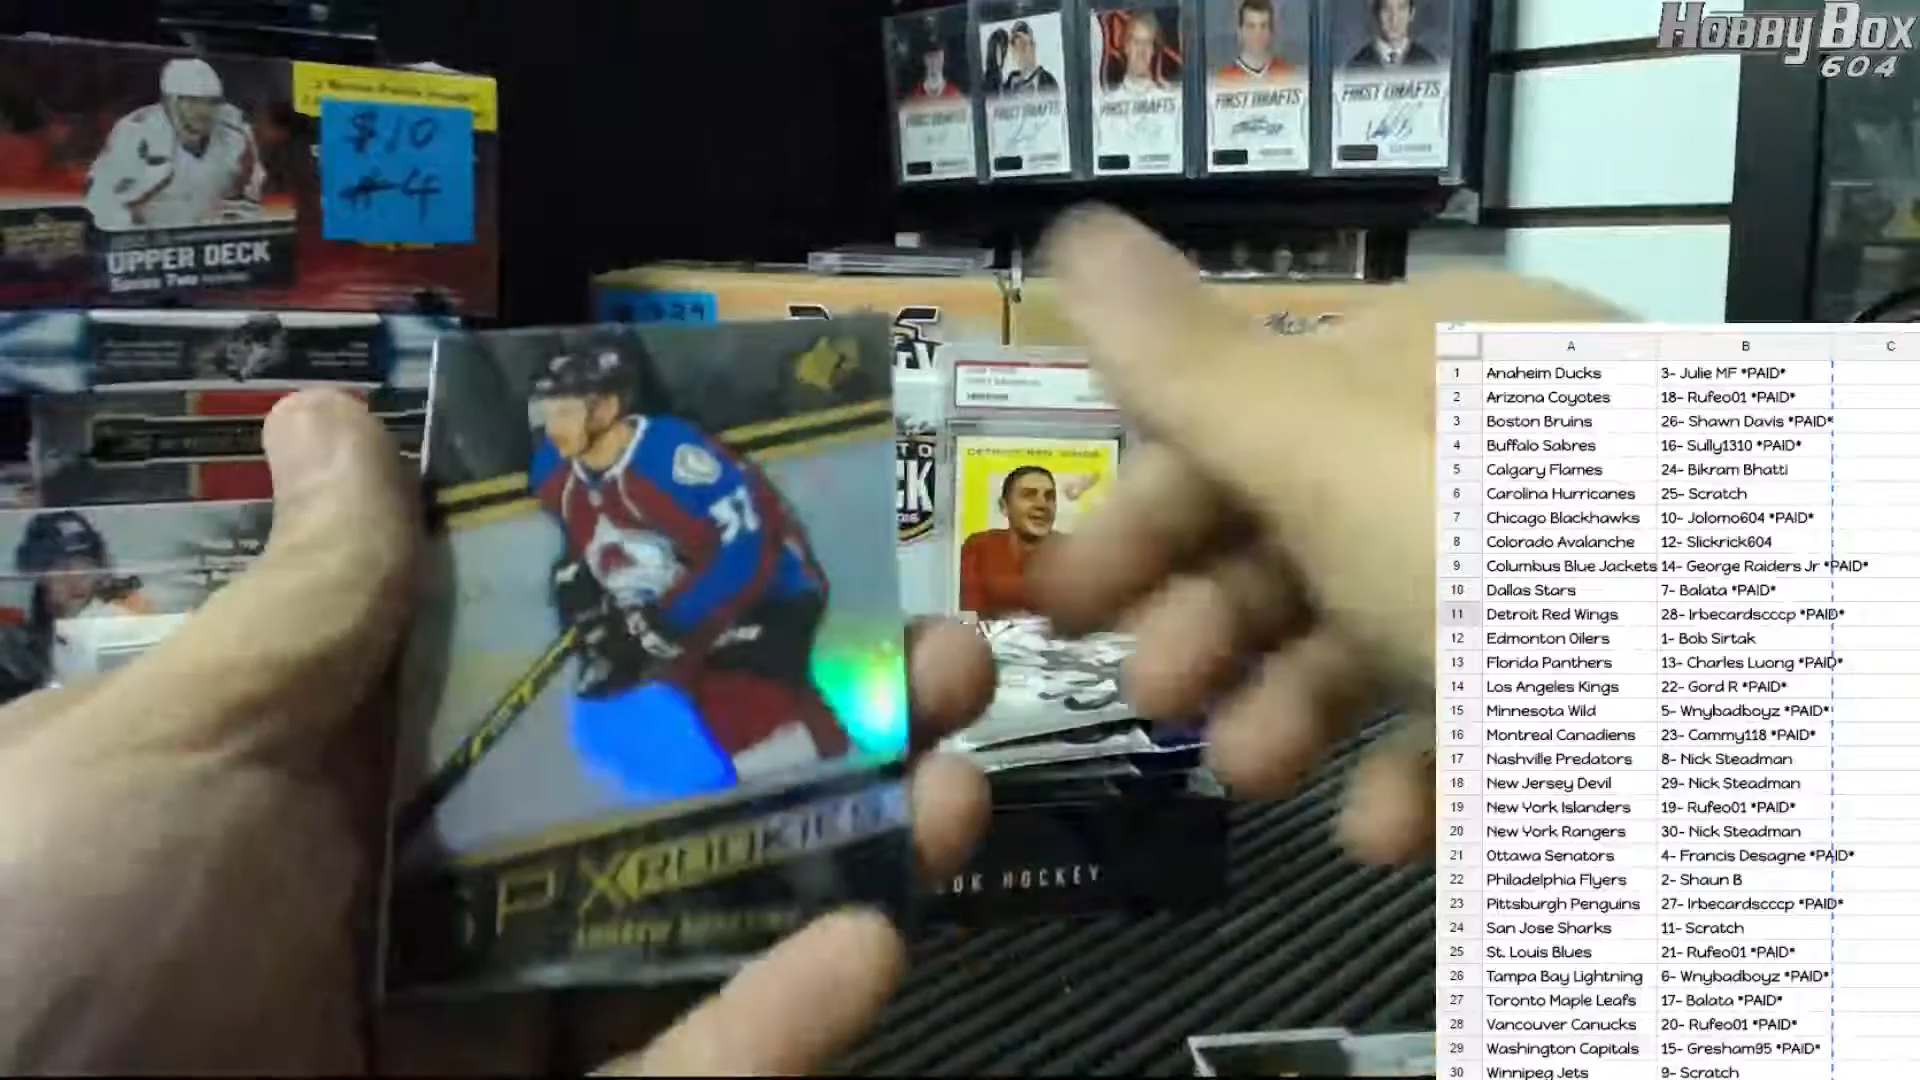 HOBBY BOX
604
$10
#4
UPPER DECK
Series Two
FIRST DRAFTS
FIRST DRAFTS
FIRST DRAFTS
FIRST DRAFTS
FIRST DRAFTS
DETROIT RED WINGS
37
SPX ROOKIES
HOCKEY
A B C
1 Anaheim Ducks 3- Julie MF *PAID*
2 Arizona Coyotes 18- Rufeo01 *PAID*
3 Boston Bruins 26- Shawn Davis *PAID*
4 Buffalo Sabres 16- Sully1310 *PAID*
5 Calgary Flames 24- Bikram Bhatti
6 Carolina Hurricanes 25- Scratch
7 Chicago Blackhawks 10- Jolomo604 *PAID*
8 Colorado Avalanche 12- Slickrick604
9 Columbus Blue Jackets 14- George Raiders Jr *PAID*
10 Dallas Stars 7- Balata *PAID*
11 Detroit Red Wings 28- Irbecardscccp *PAID*
12 Edmonton Oilers 1- Bob Sirtak
13 Florida Panthers 13- Charles Luong *PAID*
14 Los Angeles Kings 22- Gord R *PAID*
15 Minnesota Wild 5- Wnybadboyz *PAID*
16 Montreal Canadiens 23- Cammy118 *PAID*
17 Nashville Predators 8- Nick Steadman
18 New Jersey Devil 29- Nick Steadman
19 New York Islanders 19- Rufeo01 *PAID*
20 New York Rangers 30- Nick Steadman
21 Ottawa Senators 4- Francis Desagne *PAID*
22 Philadelphia Flyers 2- Shaun B
23 Pittsburgh Penguins 27- Irbecardscccp *PAID*
24 San Jose Sharks 11- Scratch
25 St. Louis Blues 21- Rufeo01 *PAID*
26 Tampa Bay Lightning 6- Wnybadboyz *PAID*
27 Toronto Maple Leafs 17- Balata *PAID*
28 Vancouver Canucks 20- Rufeo01 *PAID*
29 Washington Capitals 15- Gresham95 *PAID*
30 Winnipeg Jets 9- Scratch